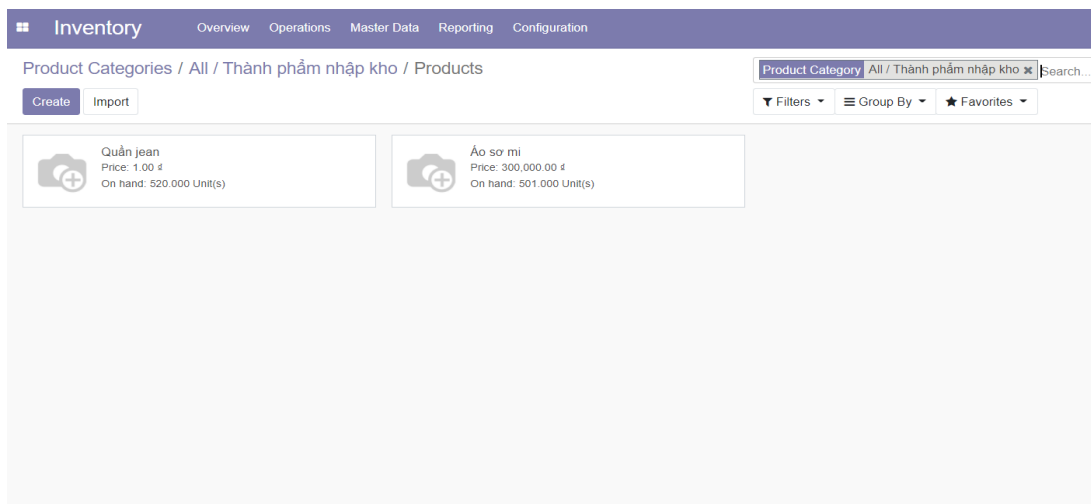 Inventory Overview Operations Master Data Reporting Configuration
Product Categories / All / Thành phẩm nhập kho / Products
Product Category All / Thành phẩm nhập kho × Search...
Create Import
Filters Group By Favorites
Quần jean
Price: 1.00 ₫
On hand: 520.000 Unit(s)
Áo sơ mi
Price: 300,000.00 ₫
On hand: 501.000 Unit(s)